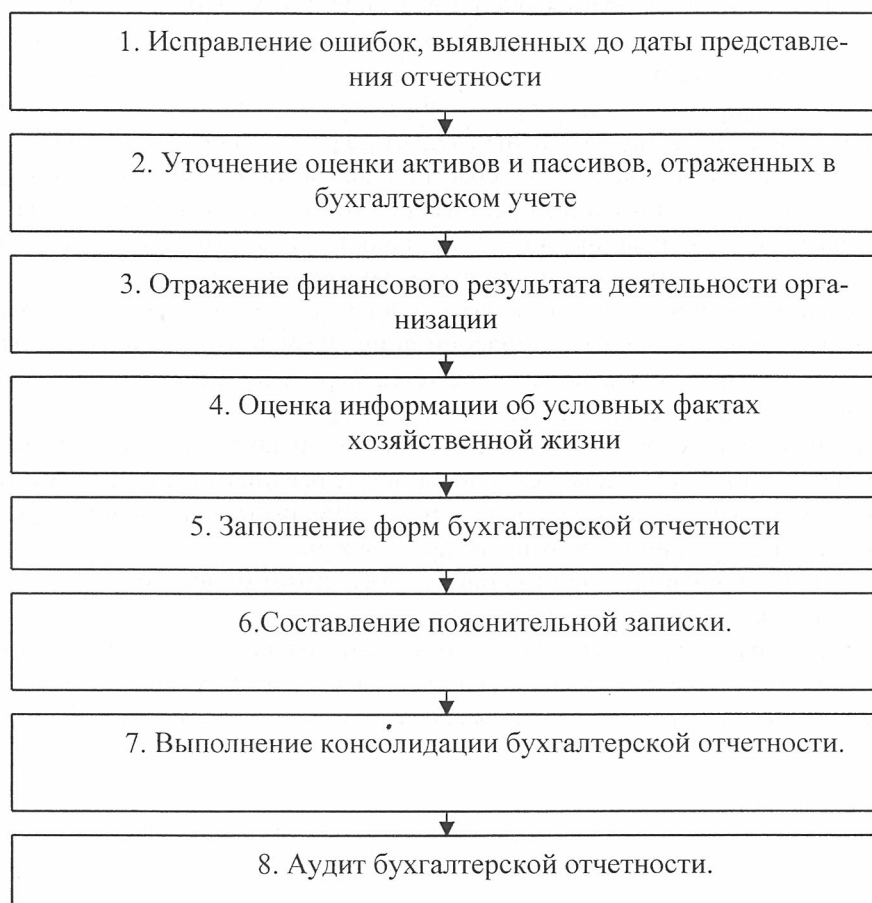 1. Исправление ошибок, выявленных до даты представле-
ния отчетности
2. Уточнение оценки активов и пассивов, отраженных в
бухгалтерском учете
3. Отражение финансового результата деятельности орга-
низации
4. Оценка информации об условных фактах
хозяйственной жизни
5. Заполнение форм бухгалтерской отчетности
6.Составление пояснительной записки.
7. Выполнение консолидации бухгалтерской отчетности.
8. Аудит бухгалтерской отчетности.